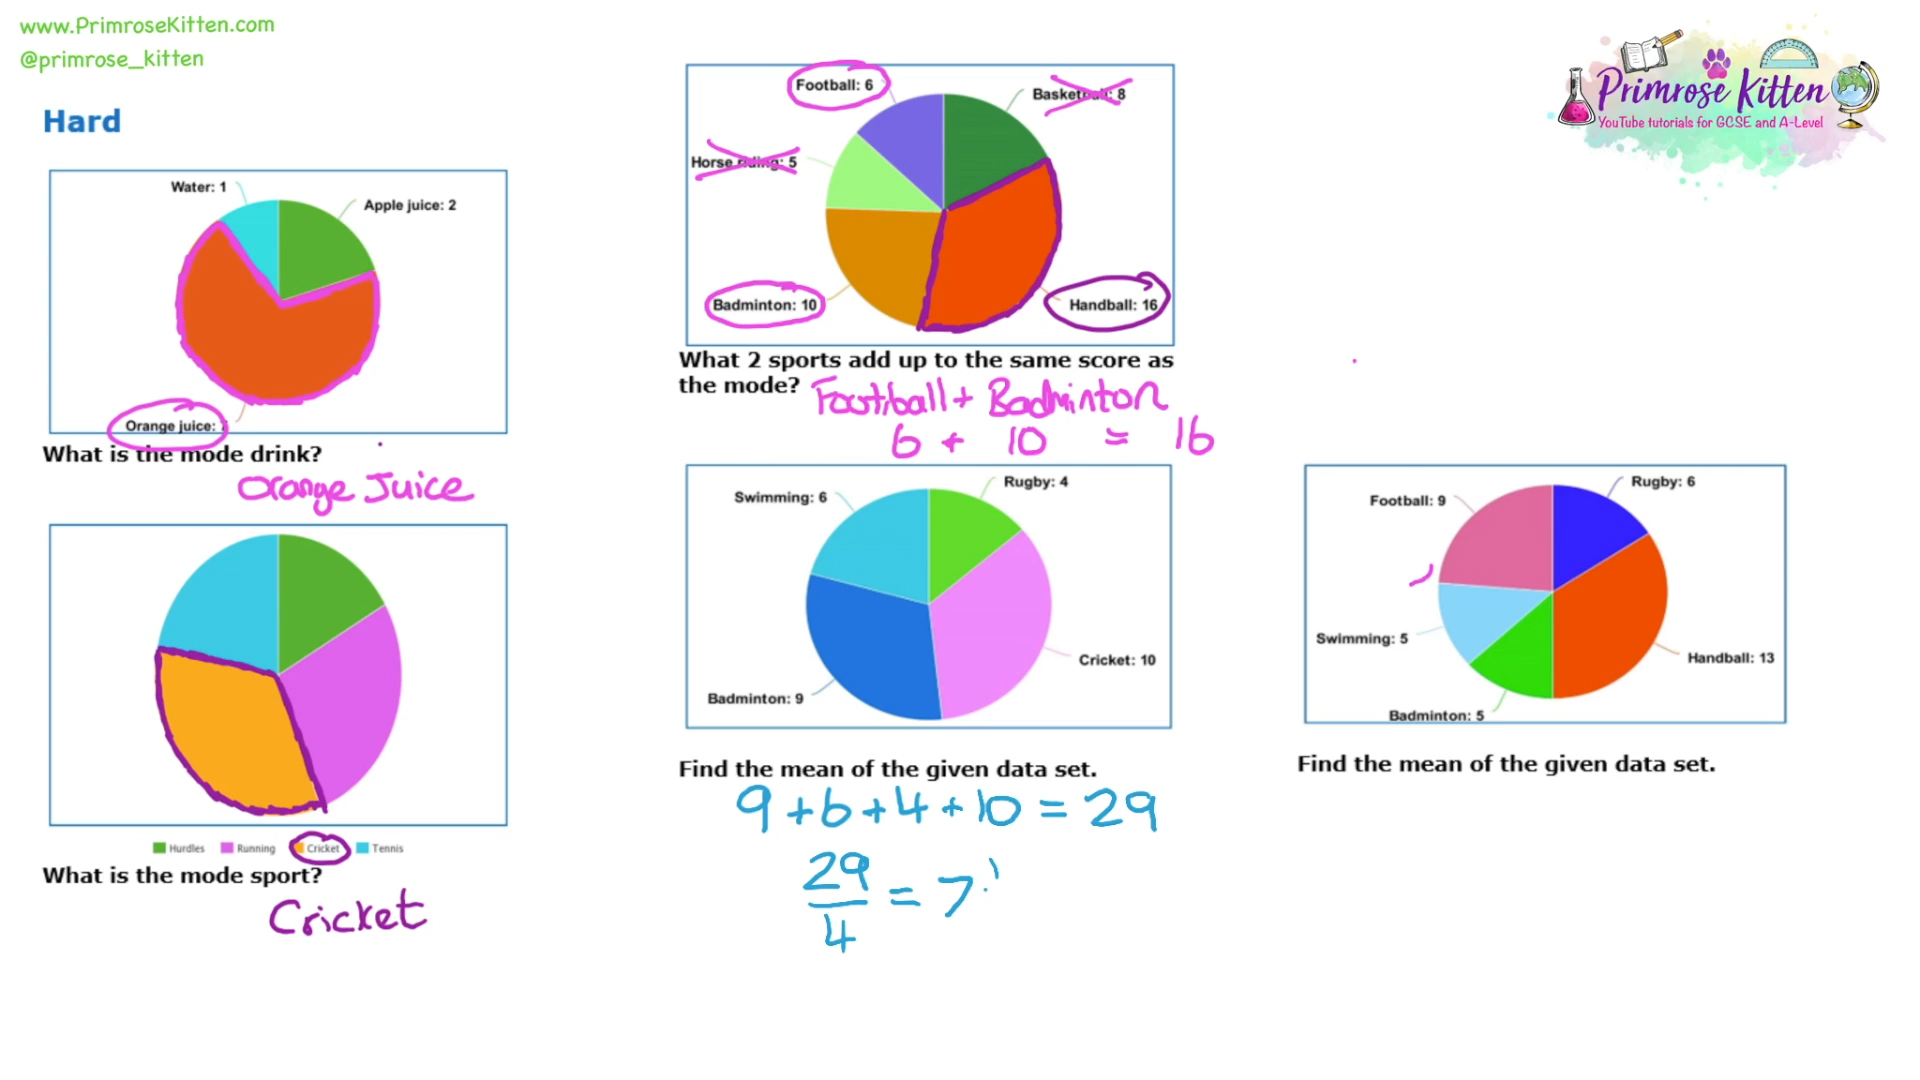 www.PrimroseKitten.com
@primrose_kitten
Primrose Kitten
YouTube tutorials for GCSE and A-Level
Hard
Water: 1
Apple juice: 2
Orange juice:
What is the mode drink?
Orange Juice
Hurdles Running Cricket Tennis
What is the mode sport?
Cricket
Football: 6
Basketball: 8
Horse riding: 5
Badminton: 10
Handball: 16
What 2 sports add up to the same score as
the mode? Football + Badminton
6 + 10 = 16
Rugby: 4
Swimming: 6
Cricket: 10
Badminton: 9
Find the mean of the given data set.
9 + 6 + 4 + 10 = 29
29
4
= 7.
Rugby: 6
Football: 9
Swimming: 5
Handball: 13
Badminton: 5
Find the mean of the given data set.